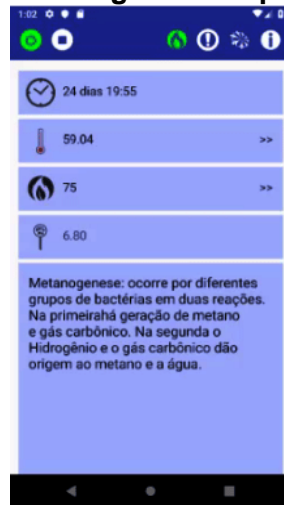 1:02
24 dias 19:55
59.04 >>
75 >>
6.80
Metanogenese: ocorre por diferentes
grupos de bactérias em duas reações.
Na primeirahá geração de metano
e gás carbônico. Na segunda o
Hidrogênio e o gás carbônico dão
origem ao metano e a água.